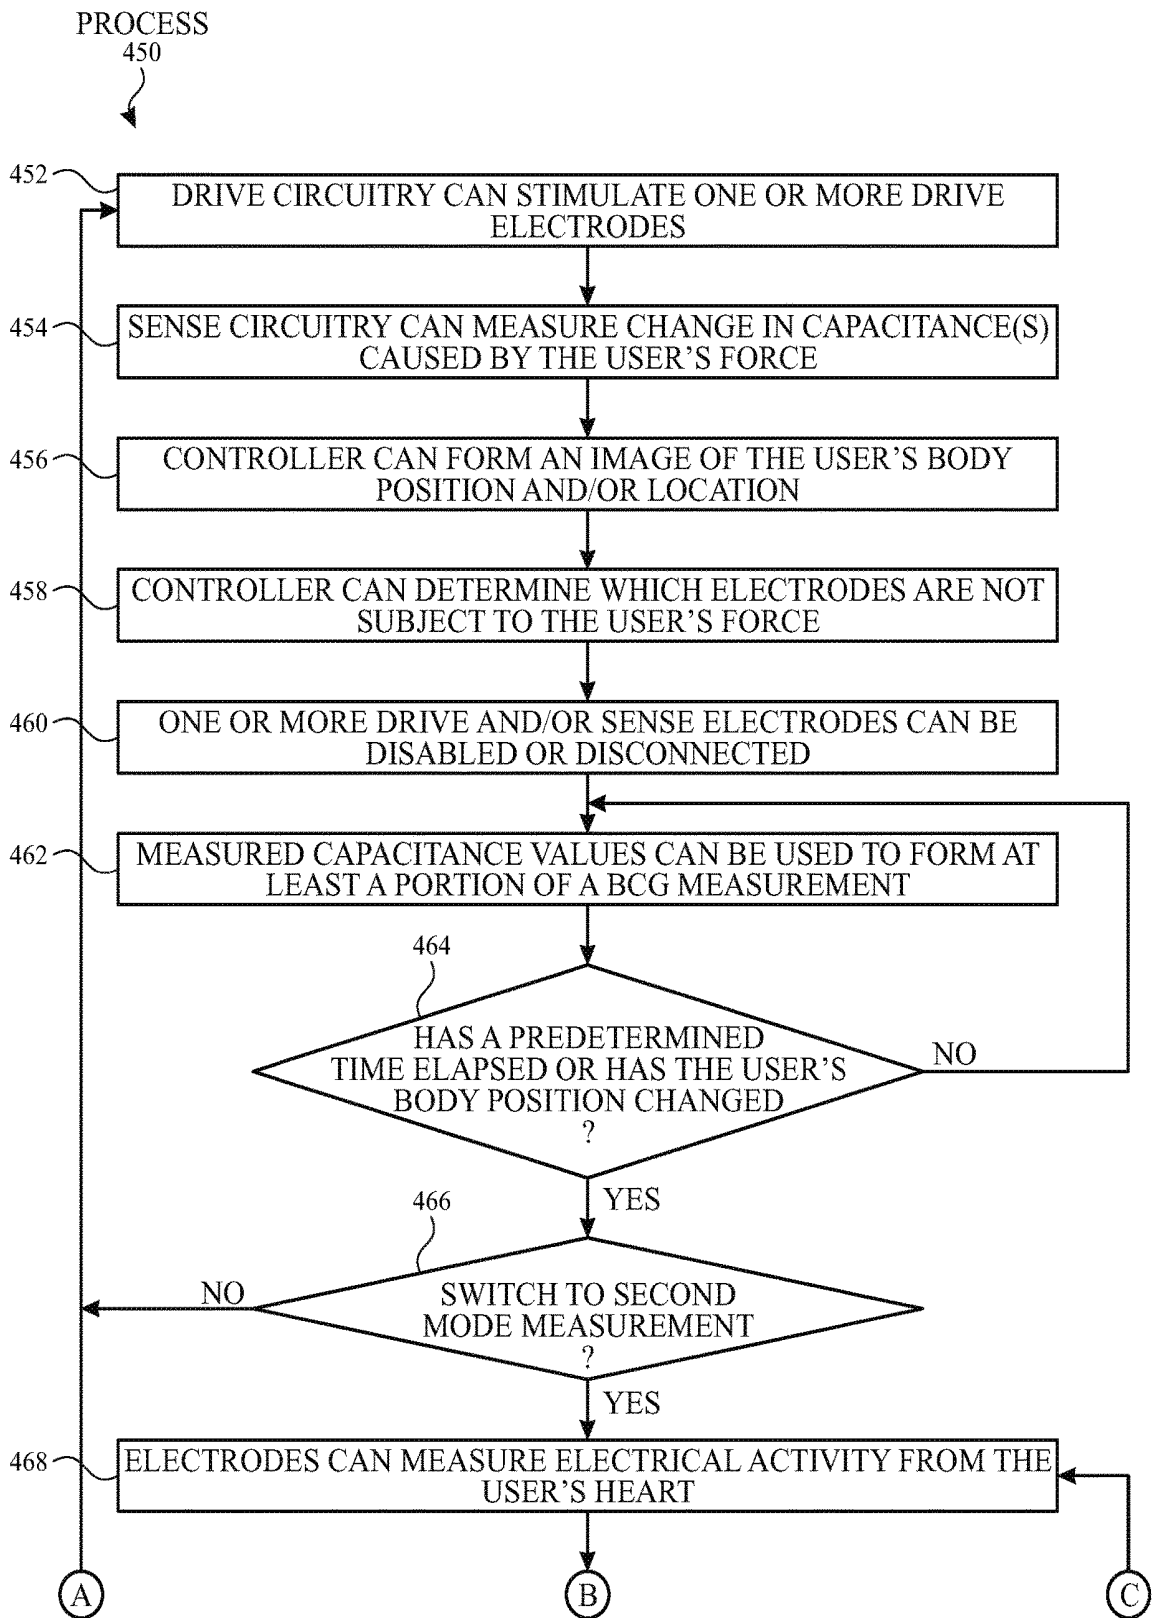 PROCESS
450
452
DRIVE CIRCUITRY CAN STIMULATE ONE OR MORE DRIVE
ELECTRODES
454
SENSE CIRCUITRY CAN MEASURE CHANGE IN CAPACITANCE(S)
CAUSED BY THE USER'S FORCE
456
CONTROLLER CAN FORM AN IMAGE OF THE USER'S BODY
POSITION AND/OR LOCATION
458
CONTROLLER CAN DETERMINE WHICH ELECTRODES ARE NOT
SUBJECT TO THE USER'S FORCE
460
ONE OR MORE DRIVE AND/OR SENSE ELECTRODES CAN BE
DISABLED OR DISCONNECTED
462
MEASURED CAPACITANCE VALUES CAN BE USED TO FORM AT
LEAST A PORTION OF A BCG MEASUREMENT
464
HAS A PREDETERMINED
TIME ELAPSED OR HAS THE USER'S
BODY POSITION CHANGED
?
NO
YES
466
NO
SWITCH TO SECOND
MODE MEASUREMENT
?
YES
468
ELECTRODES CAN MEASURE ELECTRICAL ACTIVITY FROM THE
USER'S HEART
A
B
C